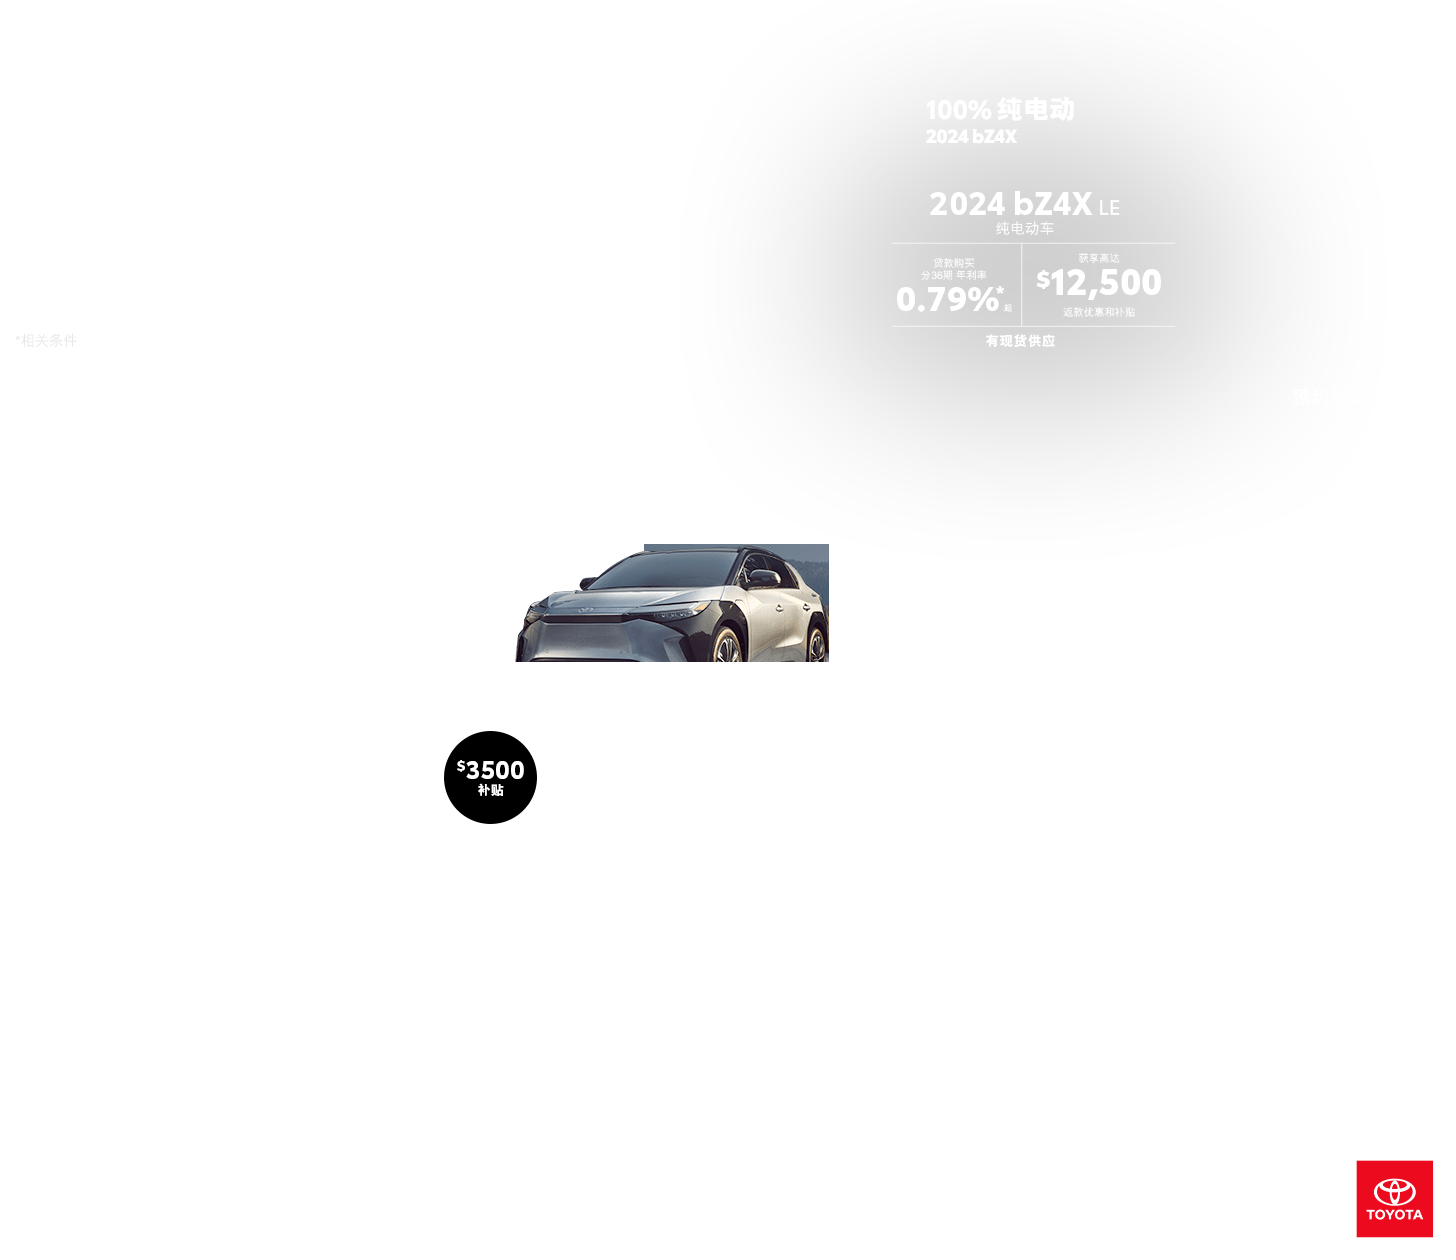 100% 纯电动
2024 bZ4X
2024 bZ4X LE
纯电动车
贷款购买
分36期 年利率
0.79%*起
获享高达
$12,500
返款优惠和补贴
有现货供应
*相关条件
$3500
补贴
TOYOTA